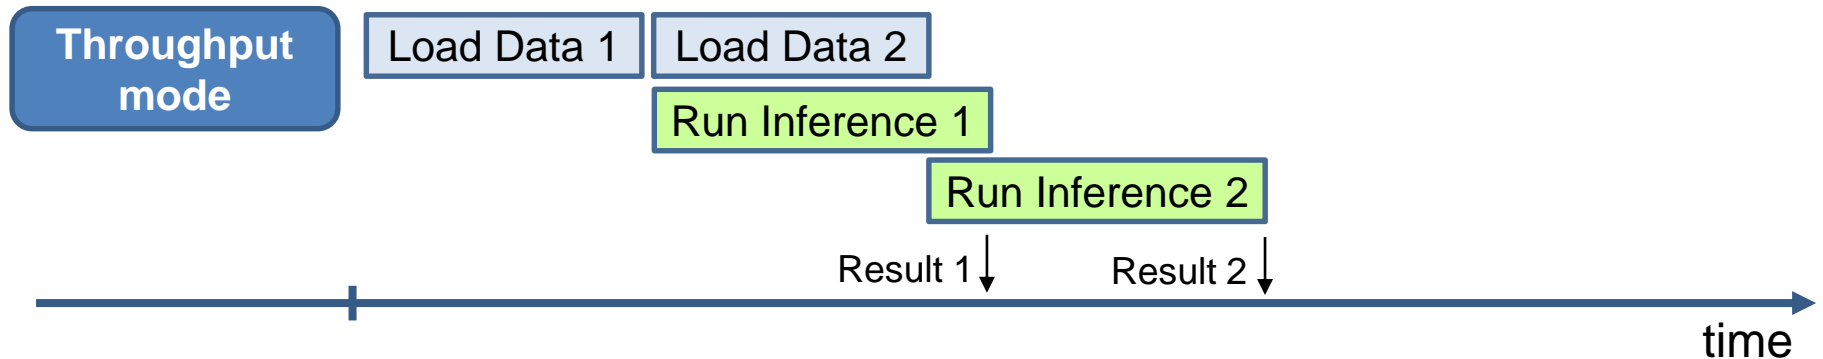 Throughput
mode
Load Data 1
Load Data 2
Run Inference 1
Run Inference 2
Result 1
Result 2
time